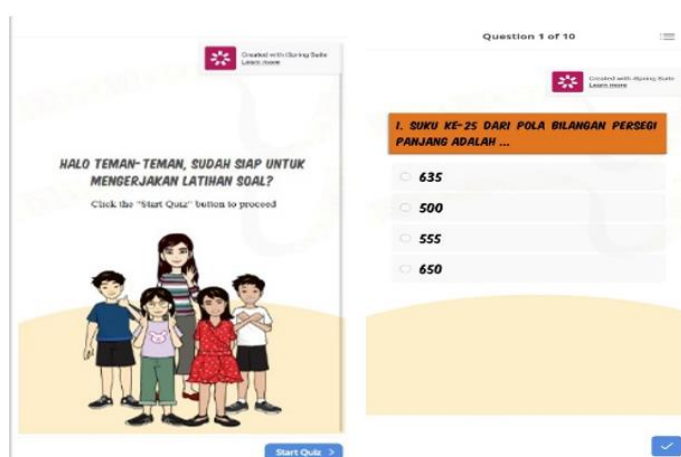 Created with iSpring Suite
Learn more
HALO TEMAN-TEMAN, SUDAH SIAP UNTUK
MENGERJAKAN LATIHAN SOAL?
Click the "Start Quiz" button to proceed
Start Quiz >
Question 1 of 10
Created with iSpring Suite
Learn more
1. SUKU KE-25 DARI POLA BILANGAN PERSEGI
PANJANG ADALAH ...
635
500
555
650